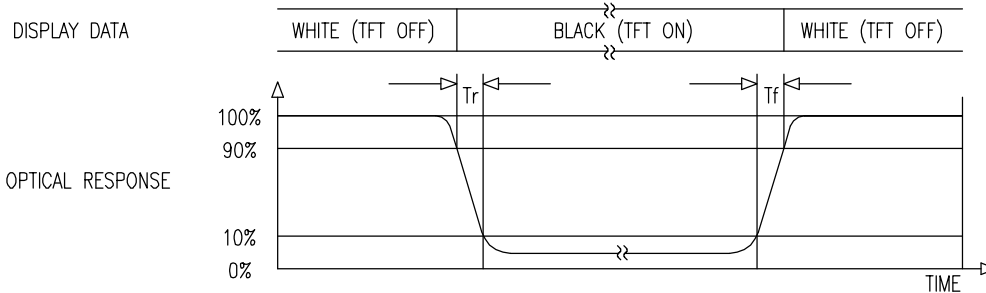 DISPLAY DATA
WHITE (TFT OFF) BLACK (TFT ON) WHITE (TFT OFF)
Tr Tf
100%
90%
OPTICAL RESPONSE
10%
0%
TIME